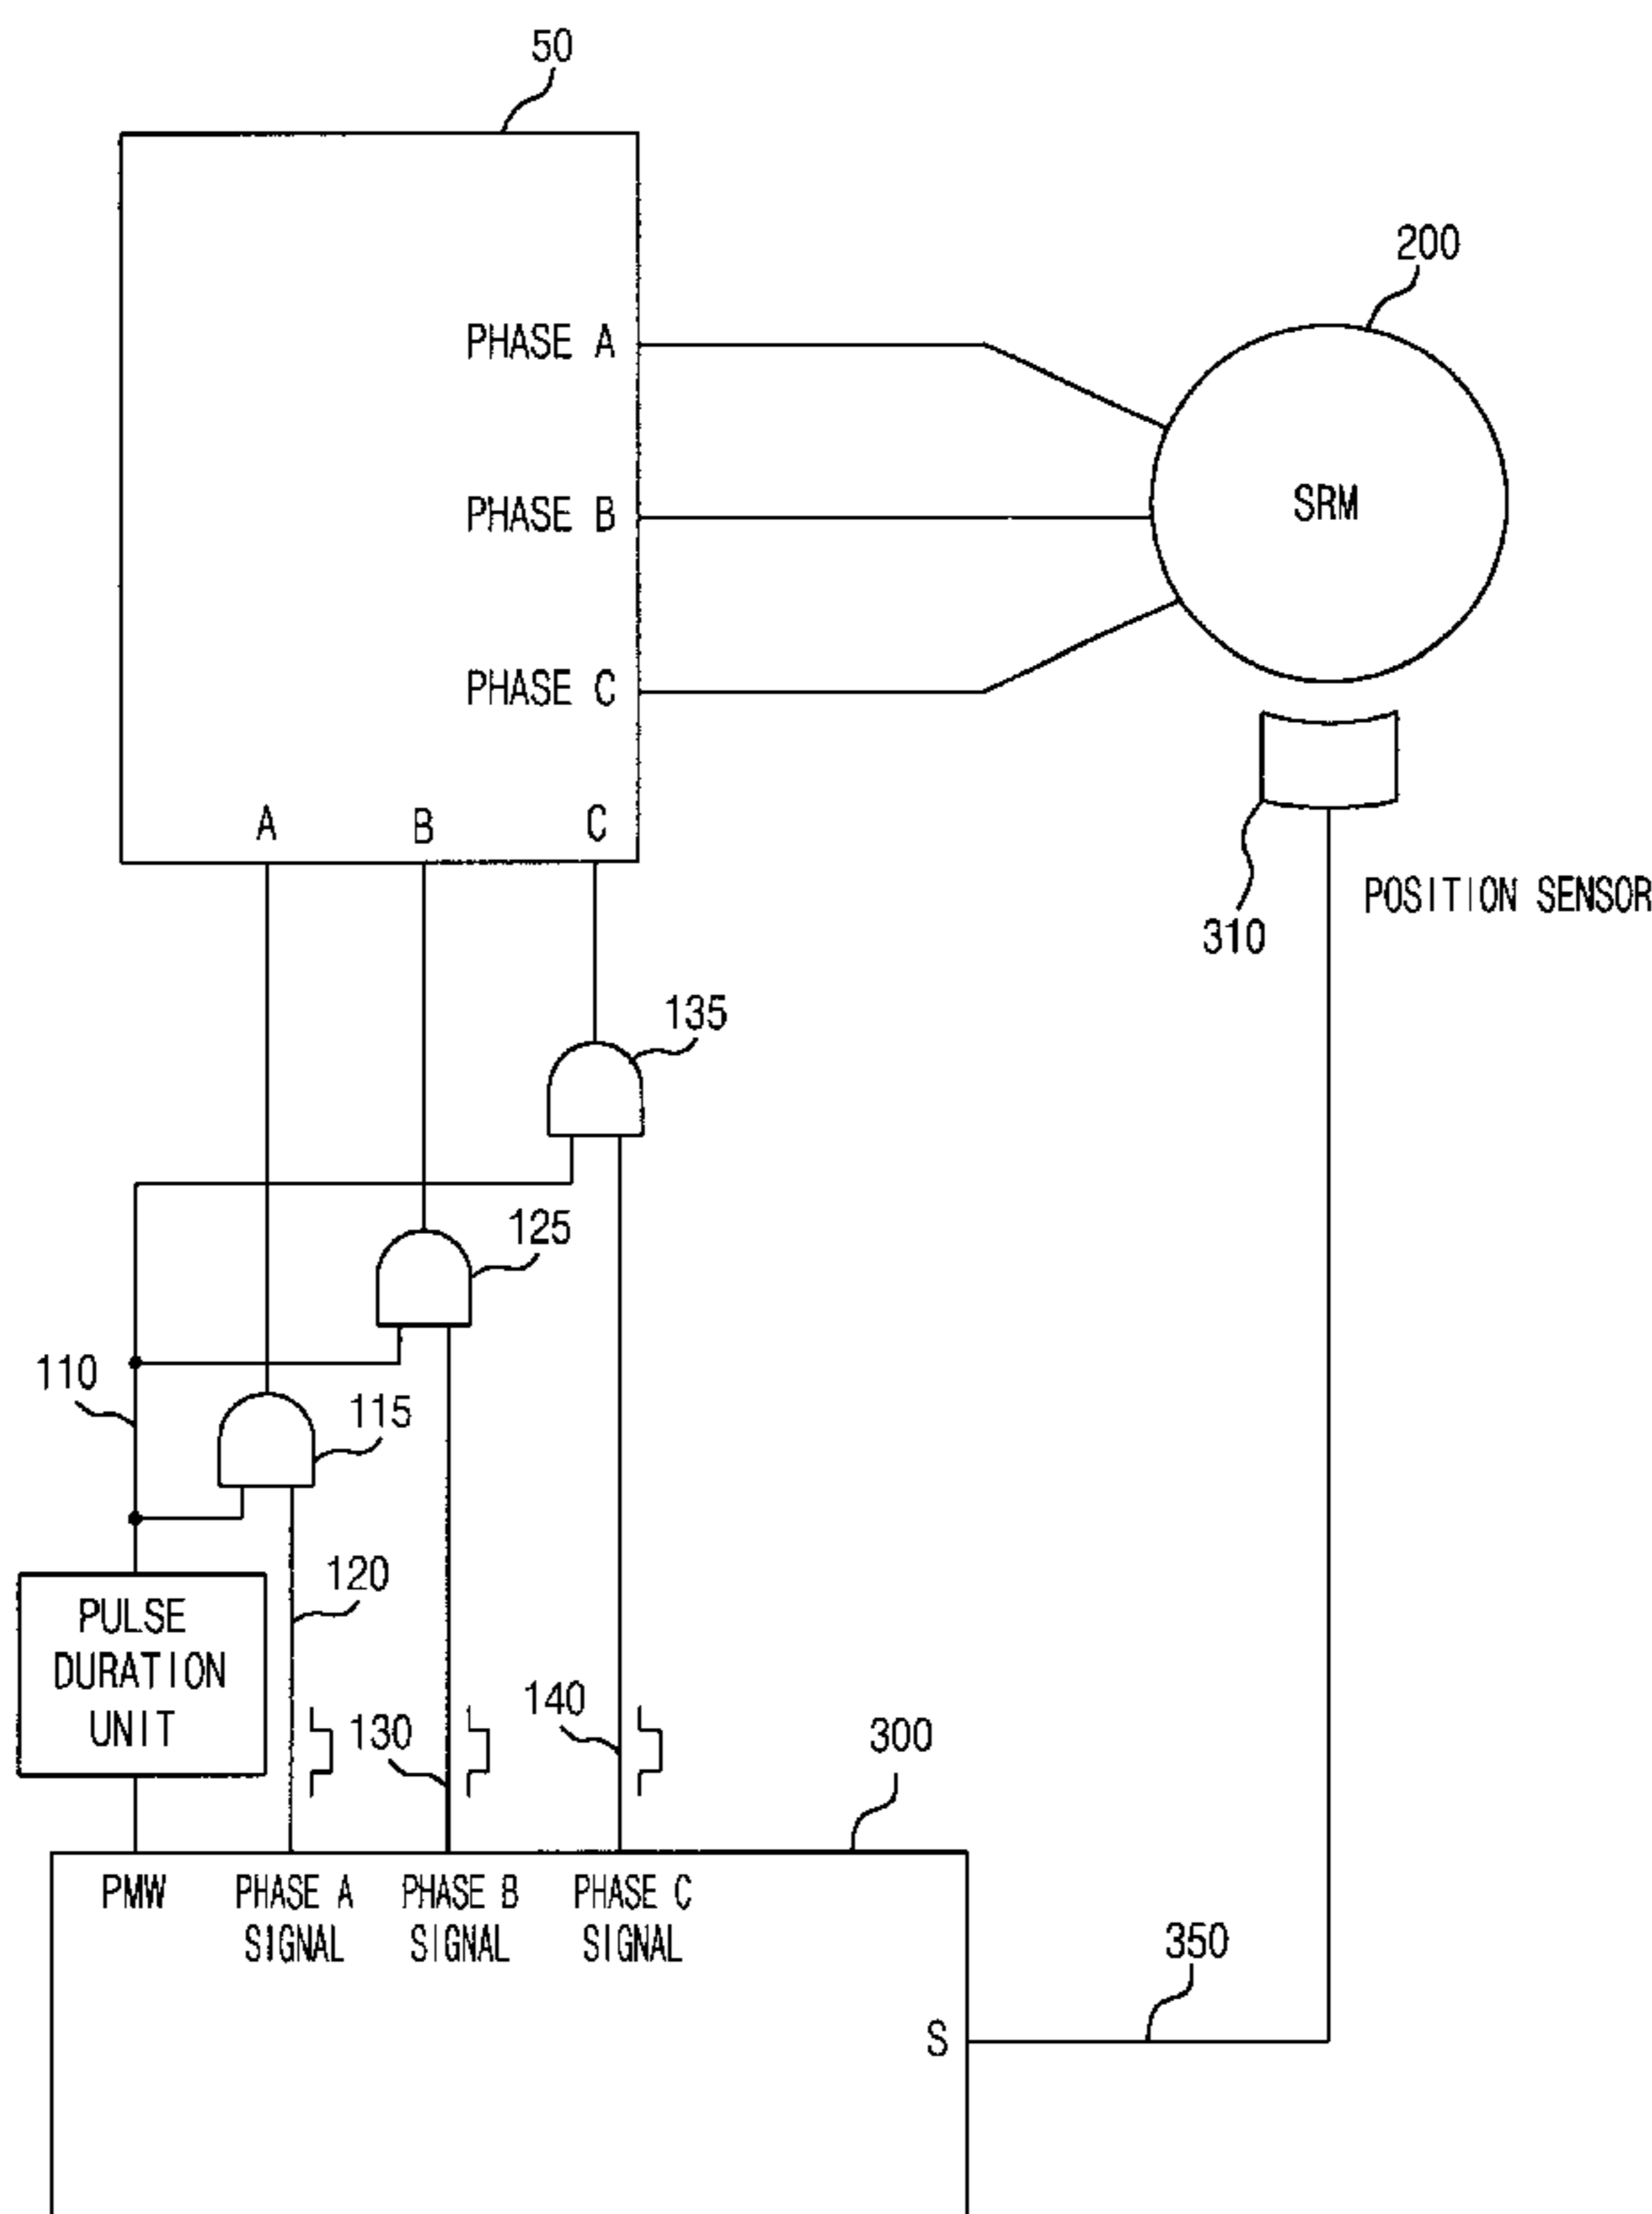 50
200
PHASE A
PHASE B
SRM
PHASE C
A B C
POSITION SENSOR
310
135
125
110
115
120
PULSE
DURATION
UNIT
130
140
300
PMW
PHASE A
SIGNAL
PHASE B
SIGNAL
PHASE C
SIGNAL
350
S